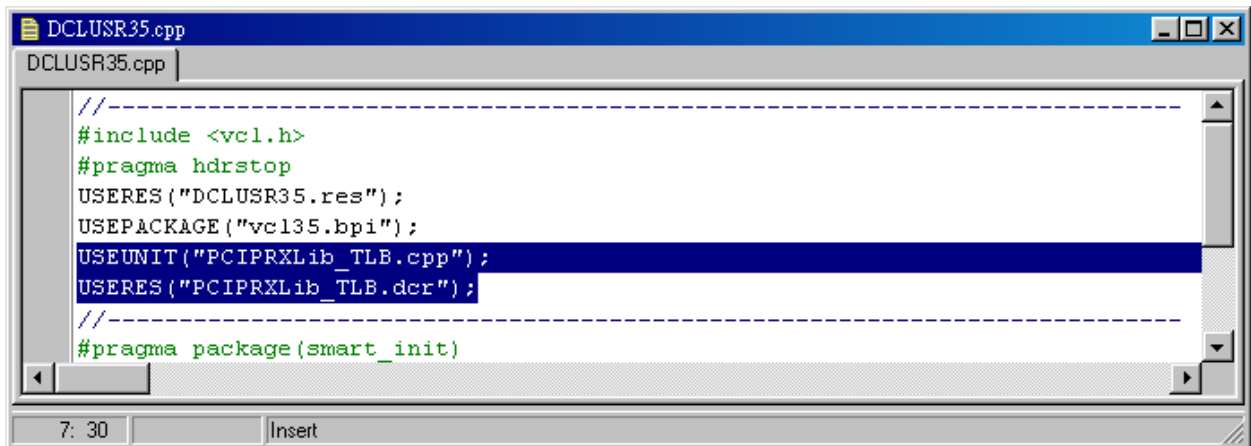 DCLUSR35.cpp
DCLUSR35.cpp
//---------------------------------------------------------------------------
#include <vcl.h>
#pragma hdrstop
USERES("DCLUSR35.res");
USEPACKAGE("vcl35.bpi");
USEUNIT("PCIPRXLib_TLB.cpp");
USERES("PCIPRXLib_TLB.dcr");
//---------------------------------------------------------------------------
#pragma package(smart_init)
7: 30 Insert